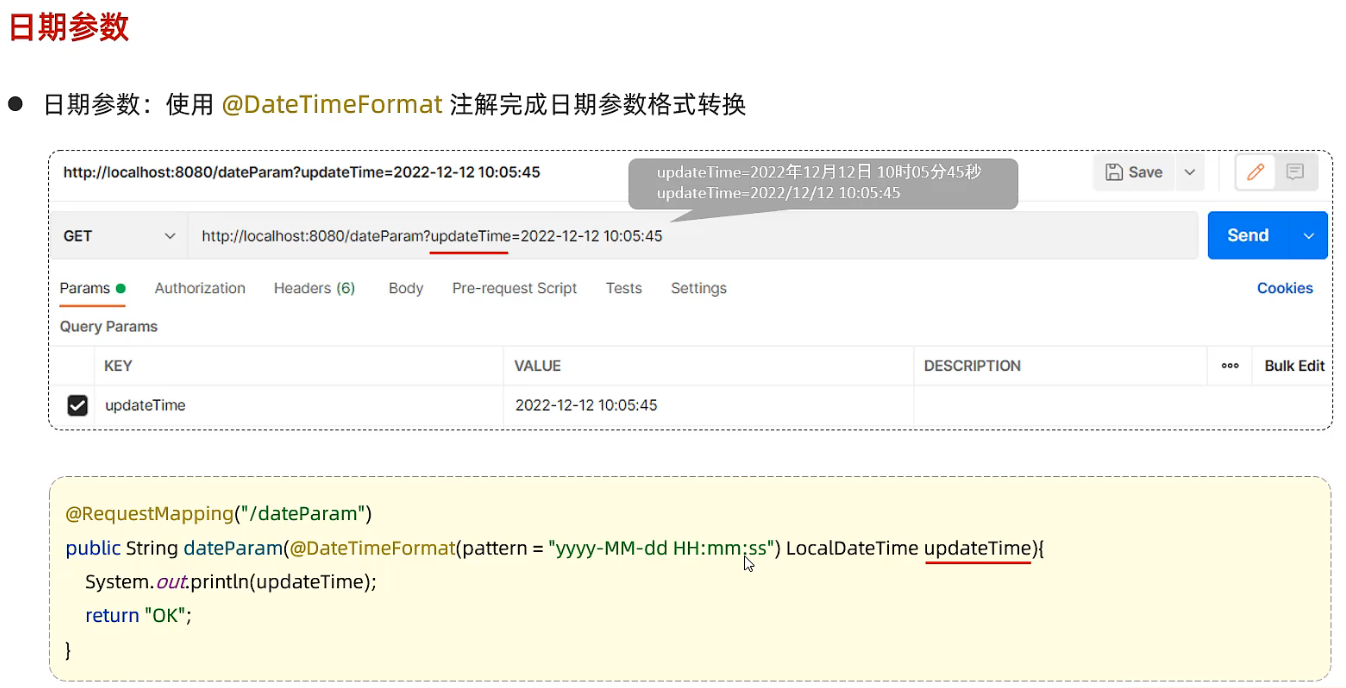 日期参数
● 日期参数：使用 @DateTimeFormat 注解完成日期参数格式转换
http://localhost:8080/dateParam?updateTime=2022-12-12 10:05:45
updateTime=2022年12月12日 10时05分45秒
updateTime=2022/12/12 10:05:45
Save
GET
http://localhost:8080/dateParam?updateTime=2022-12-12 10:05:45
Send
Params Authorization Headers (6) Body Pre-request Script Tests Settings Cookies
Query Params
KEY VALUE DESCRIPTION ooo Bulk Edit
updateTime 2022-12-12 10:05:45
@RequestMapping("/dateParam")
public String dateParam(@DateTimeFormat(pattern = "yyyy-MM-dd HH:mm:ss") LocalDateTime updateTime){
System.out.println(updateTime);
return "OK";
}